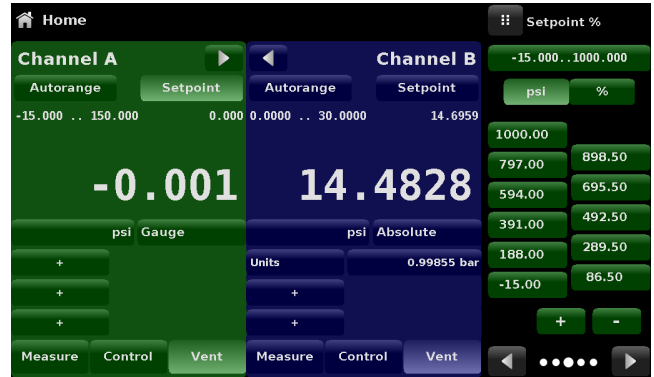 Home
Channel A
Autorange Setpoint
-15.000 .. 150.000 0.000
-0.001
psi Gauge
+
+
+
Measure Control Vent
Channel B
Autorange Setpoint
0.0000 .. 30.0000 14.6959
14.4828
psi Absolute
Units 0.99855 bar
+
+
Measure Control Vent
Setpoint %
-15.000..1000.000
psi %
1000.00
898.50
797.00
695.50
594.00
492.50
391.00
289.50
188.00
86.50
-15.00
+ -